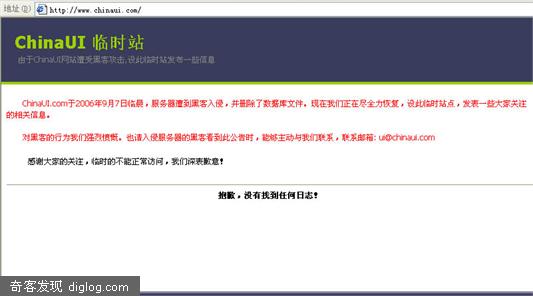 地址(D) http://www.chinaui.com/
ChinaUI 临时站
由于ChinaUI网站遭受黑客攻击,设此临时站发布一些信息
ChinaUI.com于2006年9月7日临晨，服务器遭到黑客入侵，并删除了数据库文件。现在我们正在尽全力恢复，设此临时站点，发表一些大家关注
的相关信息。
对黑客的行为我们强烈愤慨。也请入侵服务器的黑客看到此公告时，能够主动与我们联系，联系邮箱: ui@chinaui.com
感谢大家的关注，临时的不能正常访问，我们深表歉意！
抱歉，没有找到任何日志！
奇客发现 diglog.com